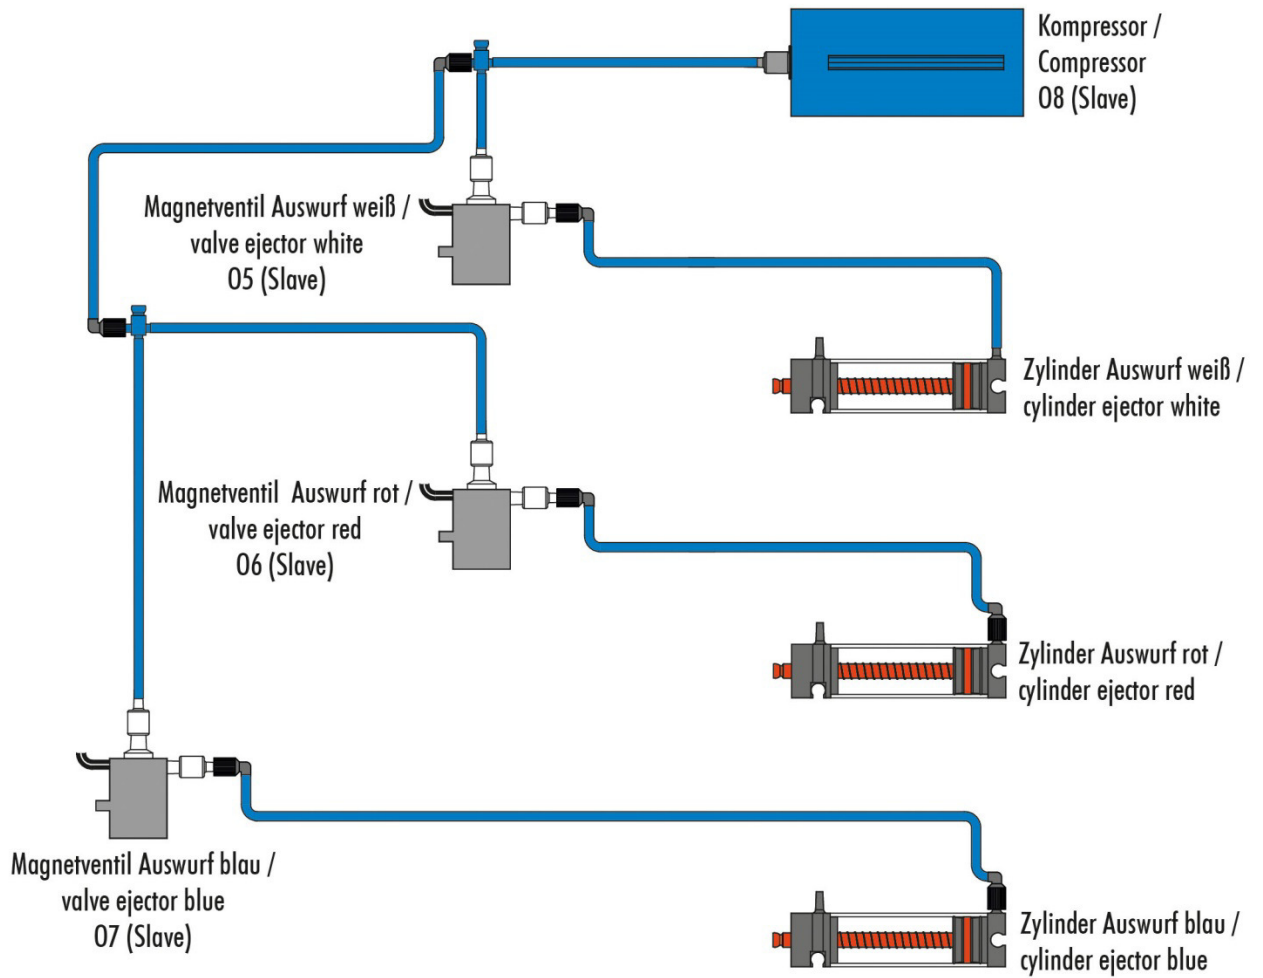 Kompressor /
Compressor
O8 (Slave)
Magnetventil Auswurf weiß /
valve ejector white
O5 (Slave)
Zylinder Auswurf weiß /
cylinder ejector white
Magnetventil Auswurf rot /
valve ejector red
O6 (Slave)
Zylinder Auswurf rot /
cylinder ejector red
Magnetventil Auswurf blau /
valve ejector blue
O7 (Slave)
Zylinder Auswurf blau /
cylinder ejector blue